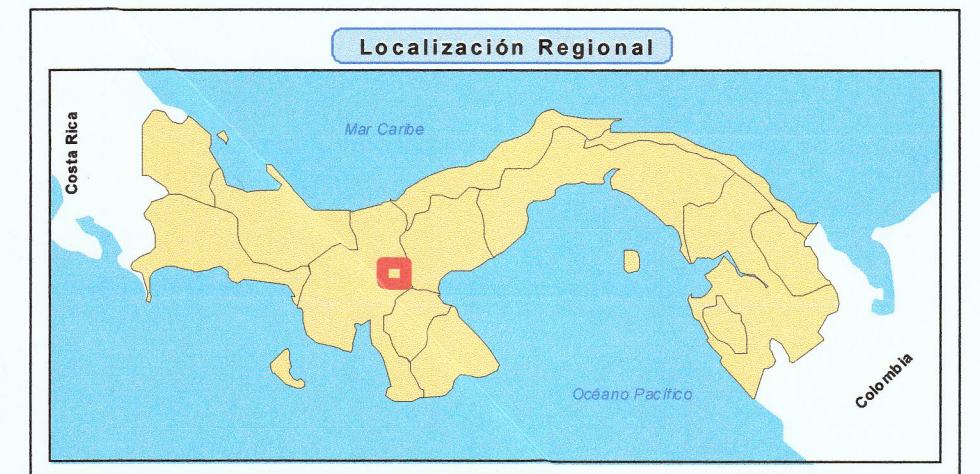 Localización Regional
Mar Caribe
Costa Rica
Océano Pacífico
Colombia